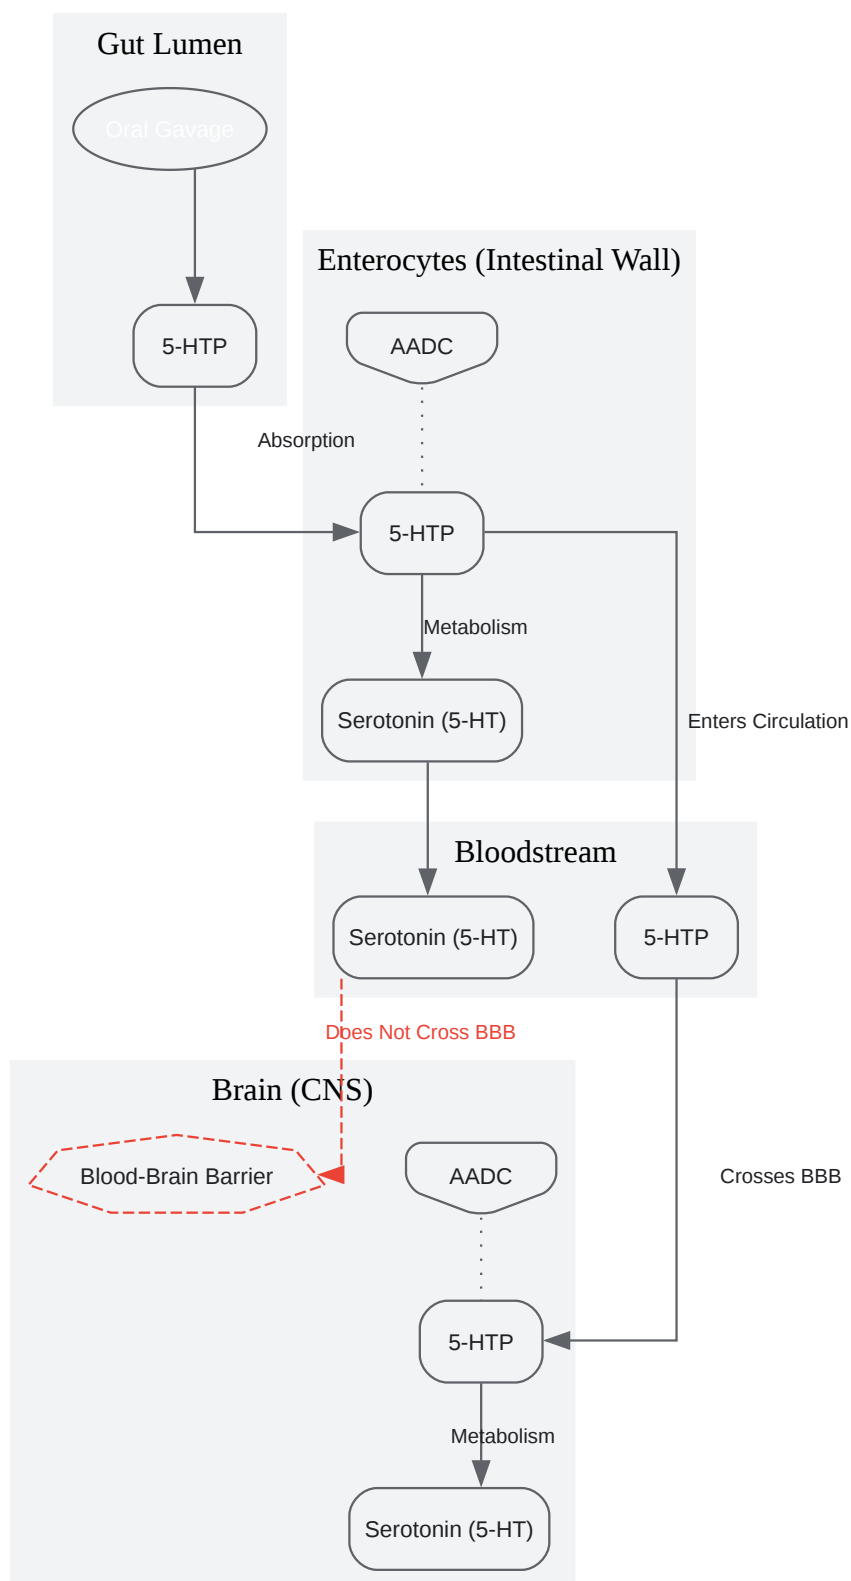 Gut Lumen
Oral Gavage
5-HTP
Absorption
Enterocytes (Intestinal Wall)
AADC
5-HTP
Metabolism
Serotonin (5-HT)
Enters Circulation
Bloodstream
Serotonin (5-HT)
5-HTP
Does Not Cross BBB
Crosses BBB
Brain (CNS)
Blood-Brain Barrier
AADC
5-HTP
Metabolism
Serotonin (5-HT)